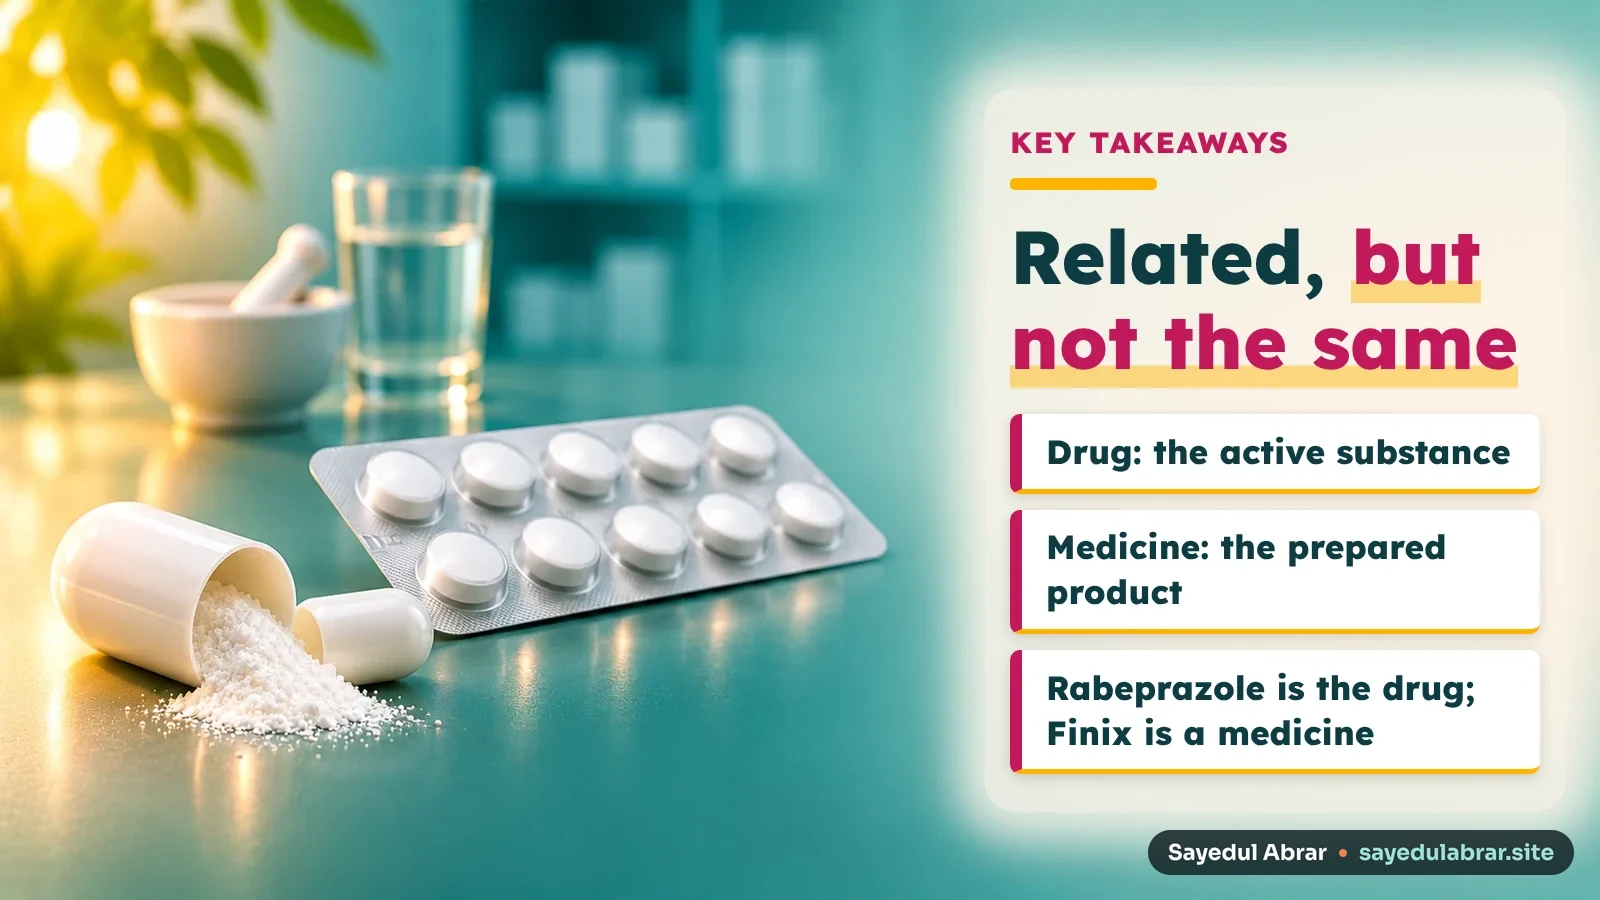 KEY TAKEAWAYS
Related, but
not the same
Drug: the active substance
Medicine: the prepared
product
Rabeprazole is the drug;
Finix is a medicine
Sayedul Abrar • sayedulabrar.site